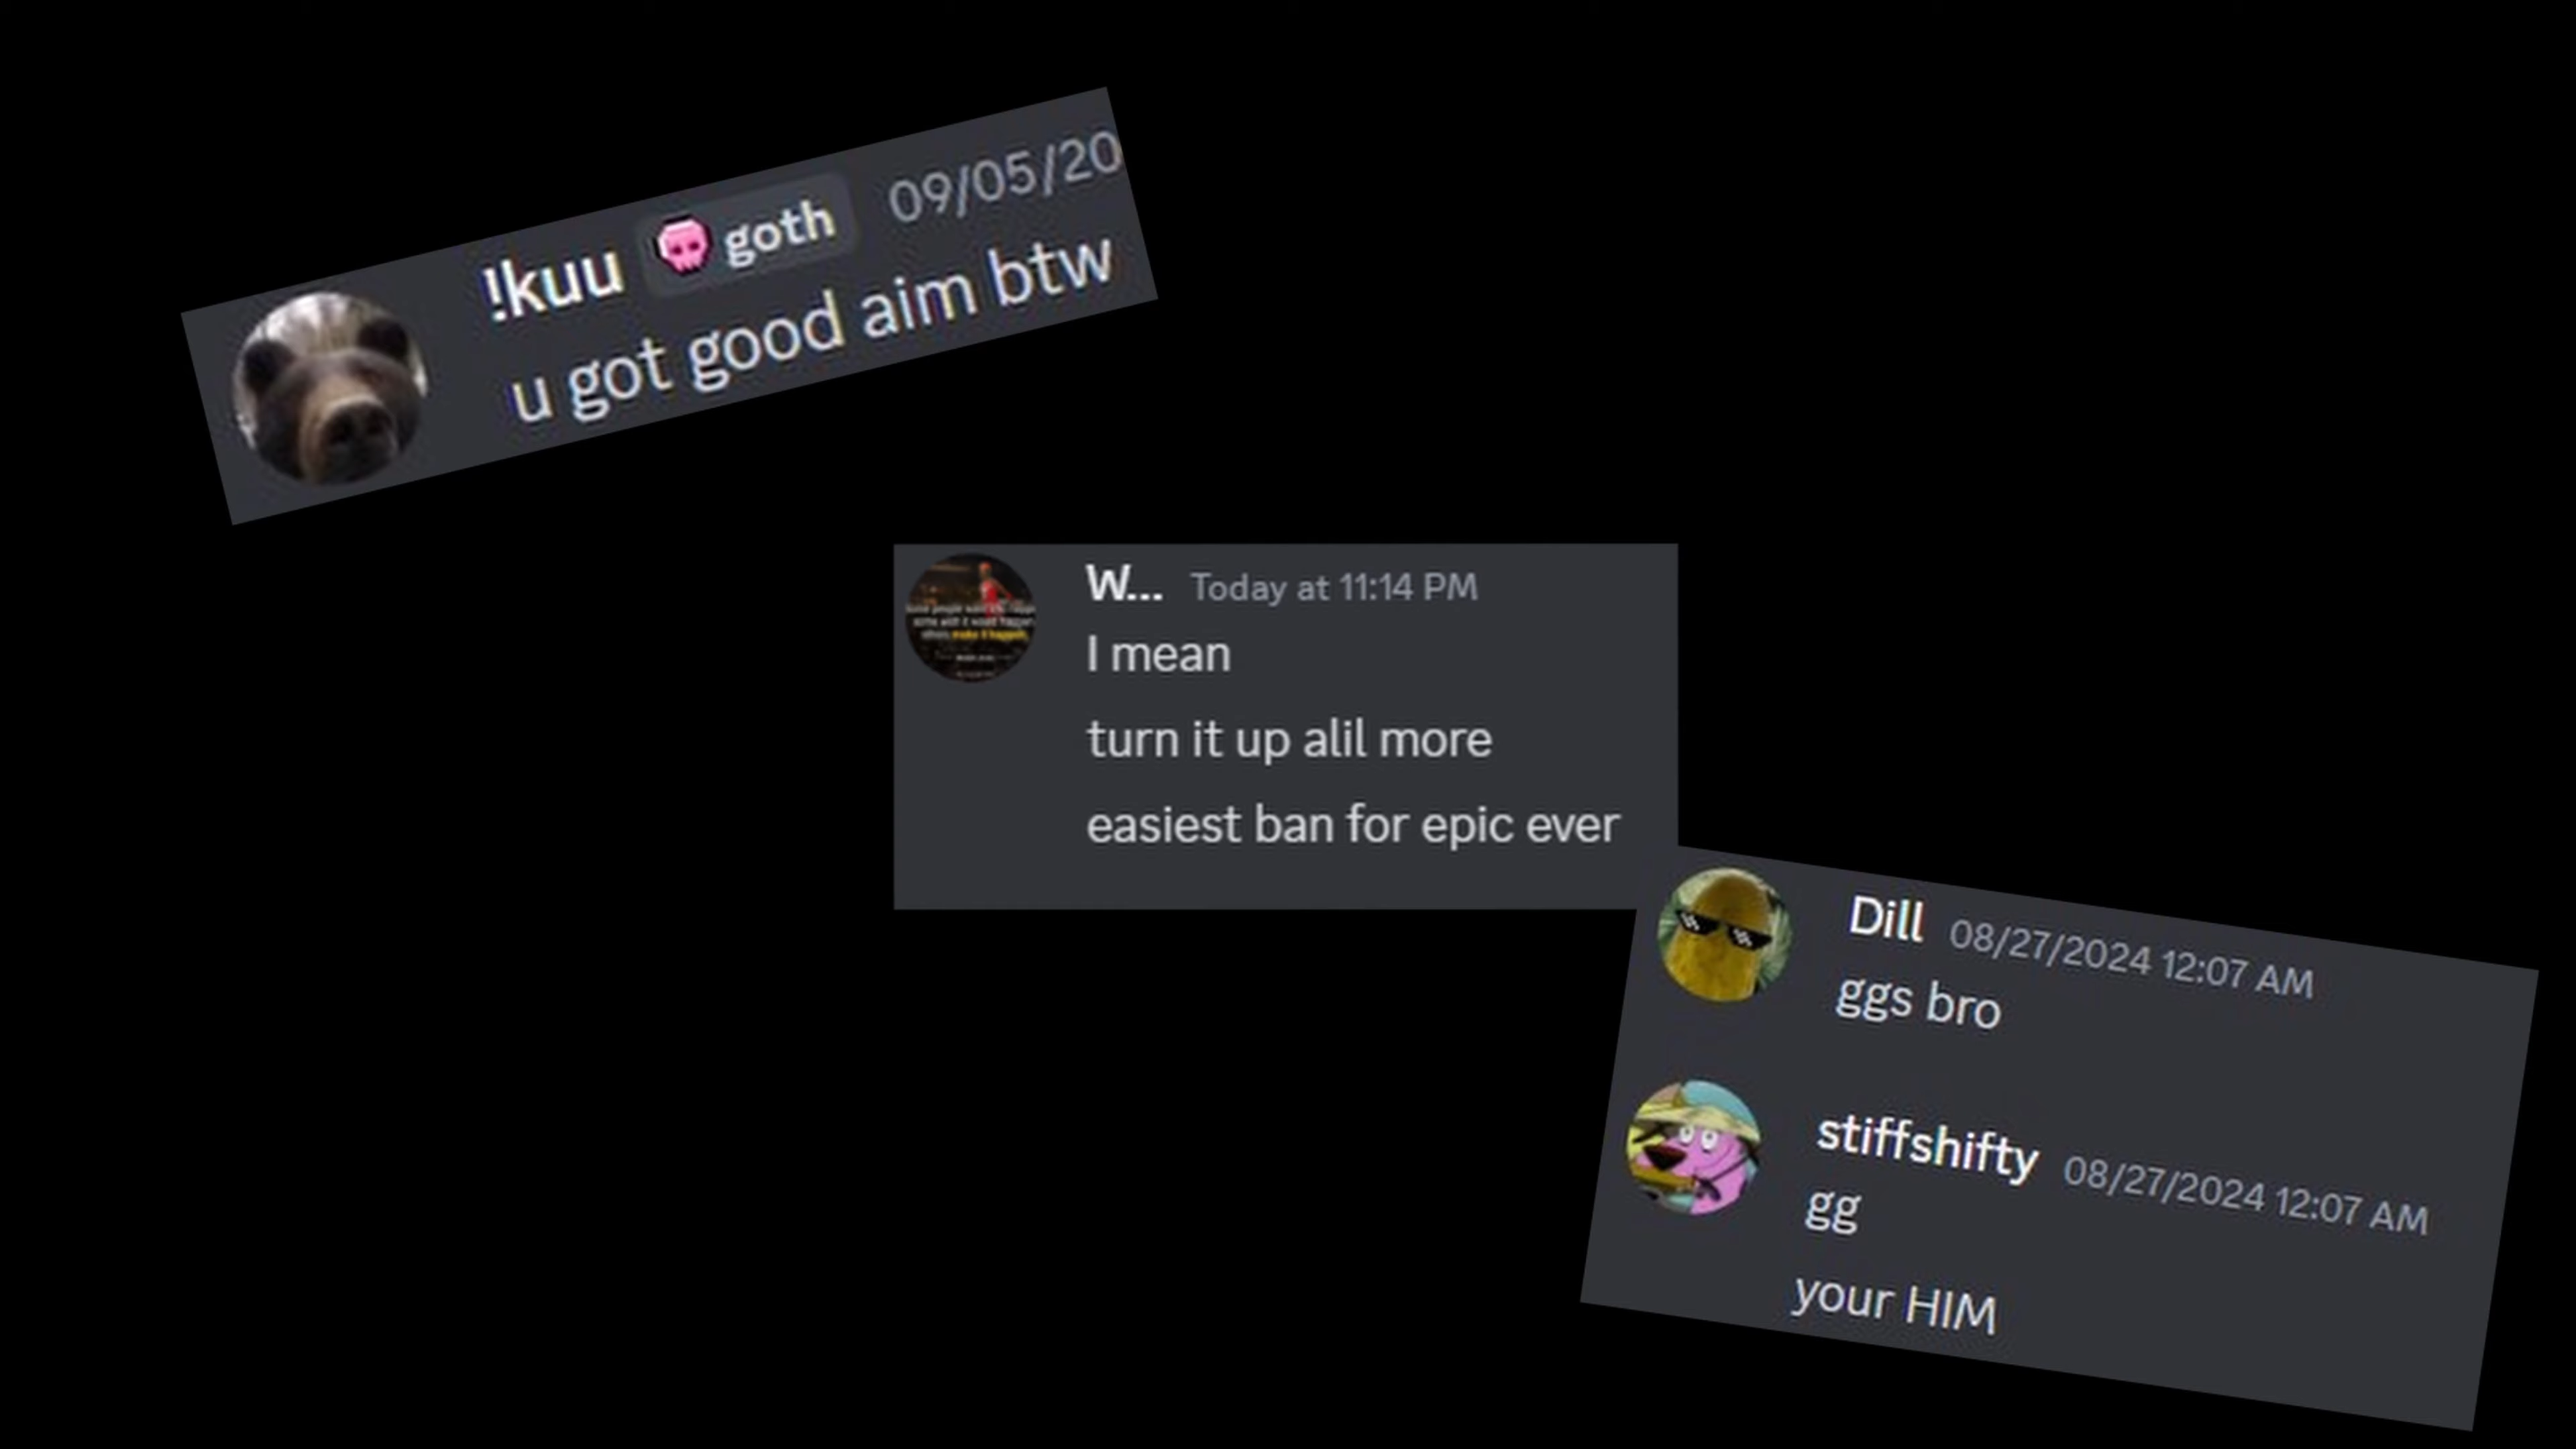 !kuu goth 09/05/20
u got good aim btw
W... Today at 11:14 PM
I mean
turn it up alil more
easiest ban for epic ever
Dill 08/27/2024 12:07 AM
ggs bro
stiffshifty 08/27/2024 12:07 AM
gg
your HIM